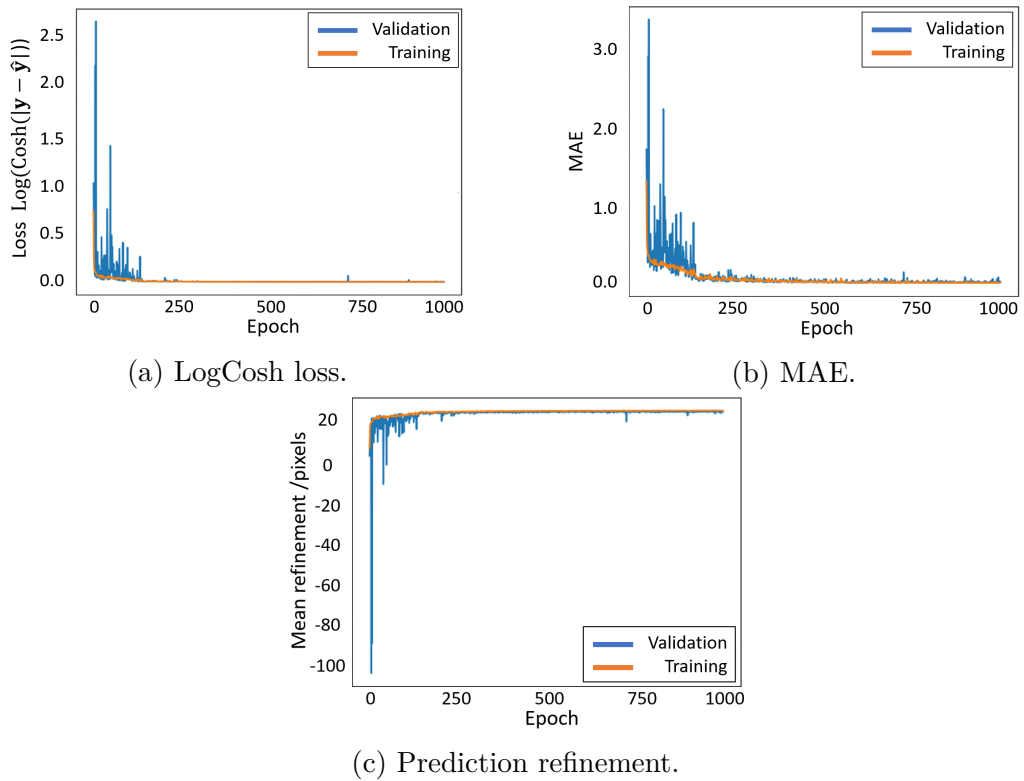 Loss Log(Cosh(|y − ŷ|))
2.5
2.0
1.5
1.0
0.5
0.0
Validation
Training
0 250 500 750 1000
Epoch
(a) LogCosh loss.
MAE
3.0
2.0
1.0
0.0
Validation
Training
0 250 500 750 1000
Epoch
(b) MAE.
Mean refinement /pixels
20
0
-20
-40
-60
-80
-100
Validation
Training
0 250 500 750 1000
Epoch
(c) Prediction refinement.